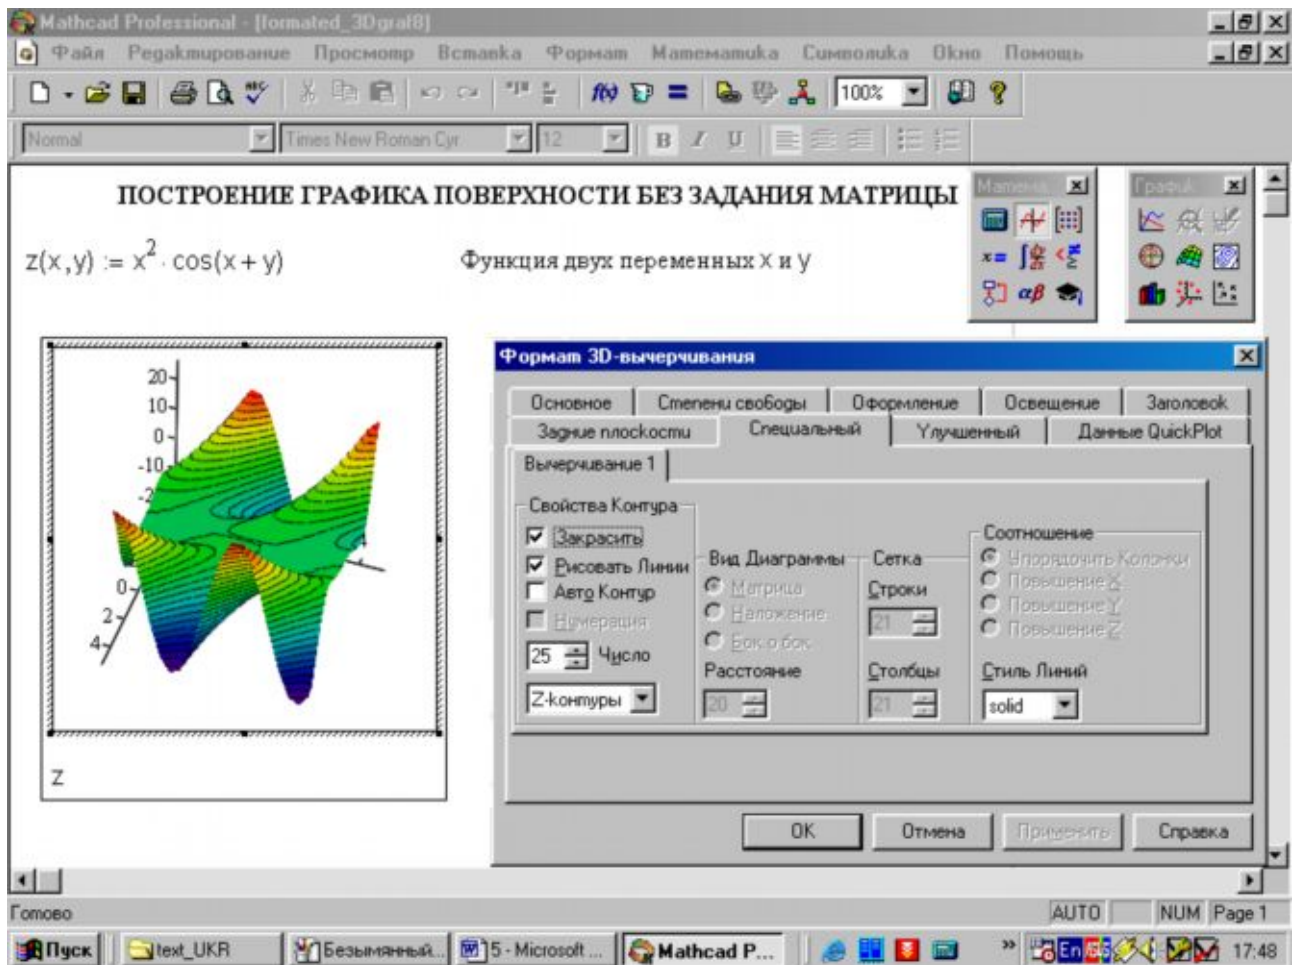 Mathcad Professional - [formated_3Dgraf8]
Файл Редактирование Просмотр Вставка Формат Математика Символика Окно Помощь
100%
Normal Times New Roman Cyr 12 B I U
ПОСТРОЕНИЕ ГРАФИКА ПОВЕРХНОСТИ БЕЗ ЗАДАНИЯ МАТРИЦЫ
z(x,y) := x² · cos(x + y) Функция двух переменных x и y
Матема
График
αβ
Формат 3D-вычерчивания
Основное Степени свободы Оформление Освещение Заголовок
Задние плоскости Специальный Улучшенный Данные QuickPlot
Вычерчивание 1
Свойства Контура
Закрасить
Рисовать Линии
Авто Контур
Нумерация
25 Число
Z-контуры
Вид Диаграммы
Матрица
Наложение
Бок о бок
Расстояние
20
Сетка
Строки
21
Столбцы
21
Соотношение
Упорядочить Колонки
Повышение X
Повышение Y
Повышение Z
Стиль Линий
solid
OK Отмена Применить Справка
20
10
0
-10
-2
0
2
4
4
z
Готово AUTO NUM Page 1
Пуск text_UKR Безымянный... 5 - Microsoft ... Mathcad P... » En 17:48